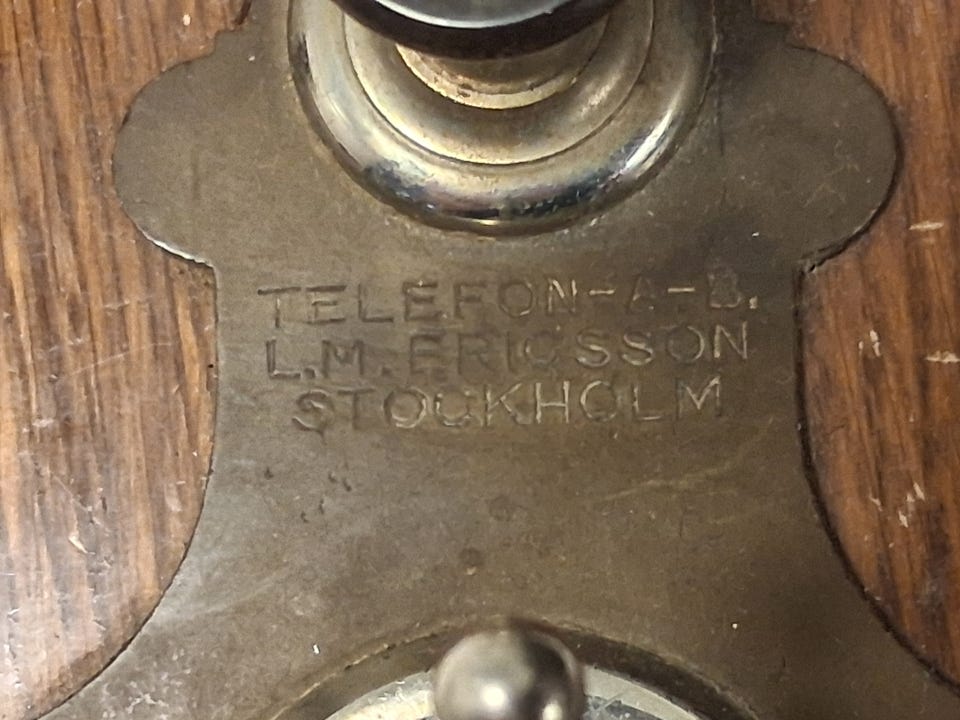 TELEFON-A-B.
L.M. ERICSSON
STOCKHOLM